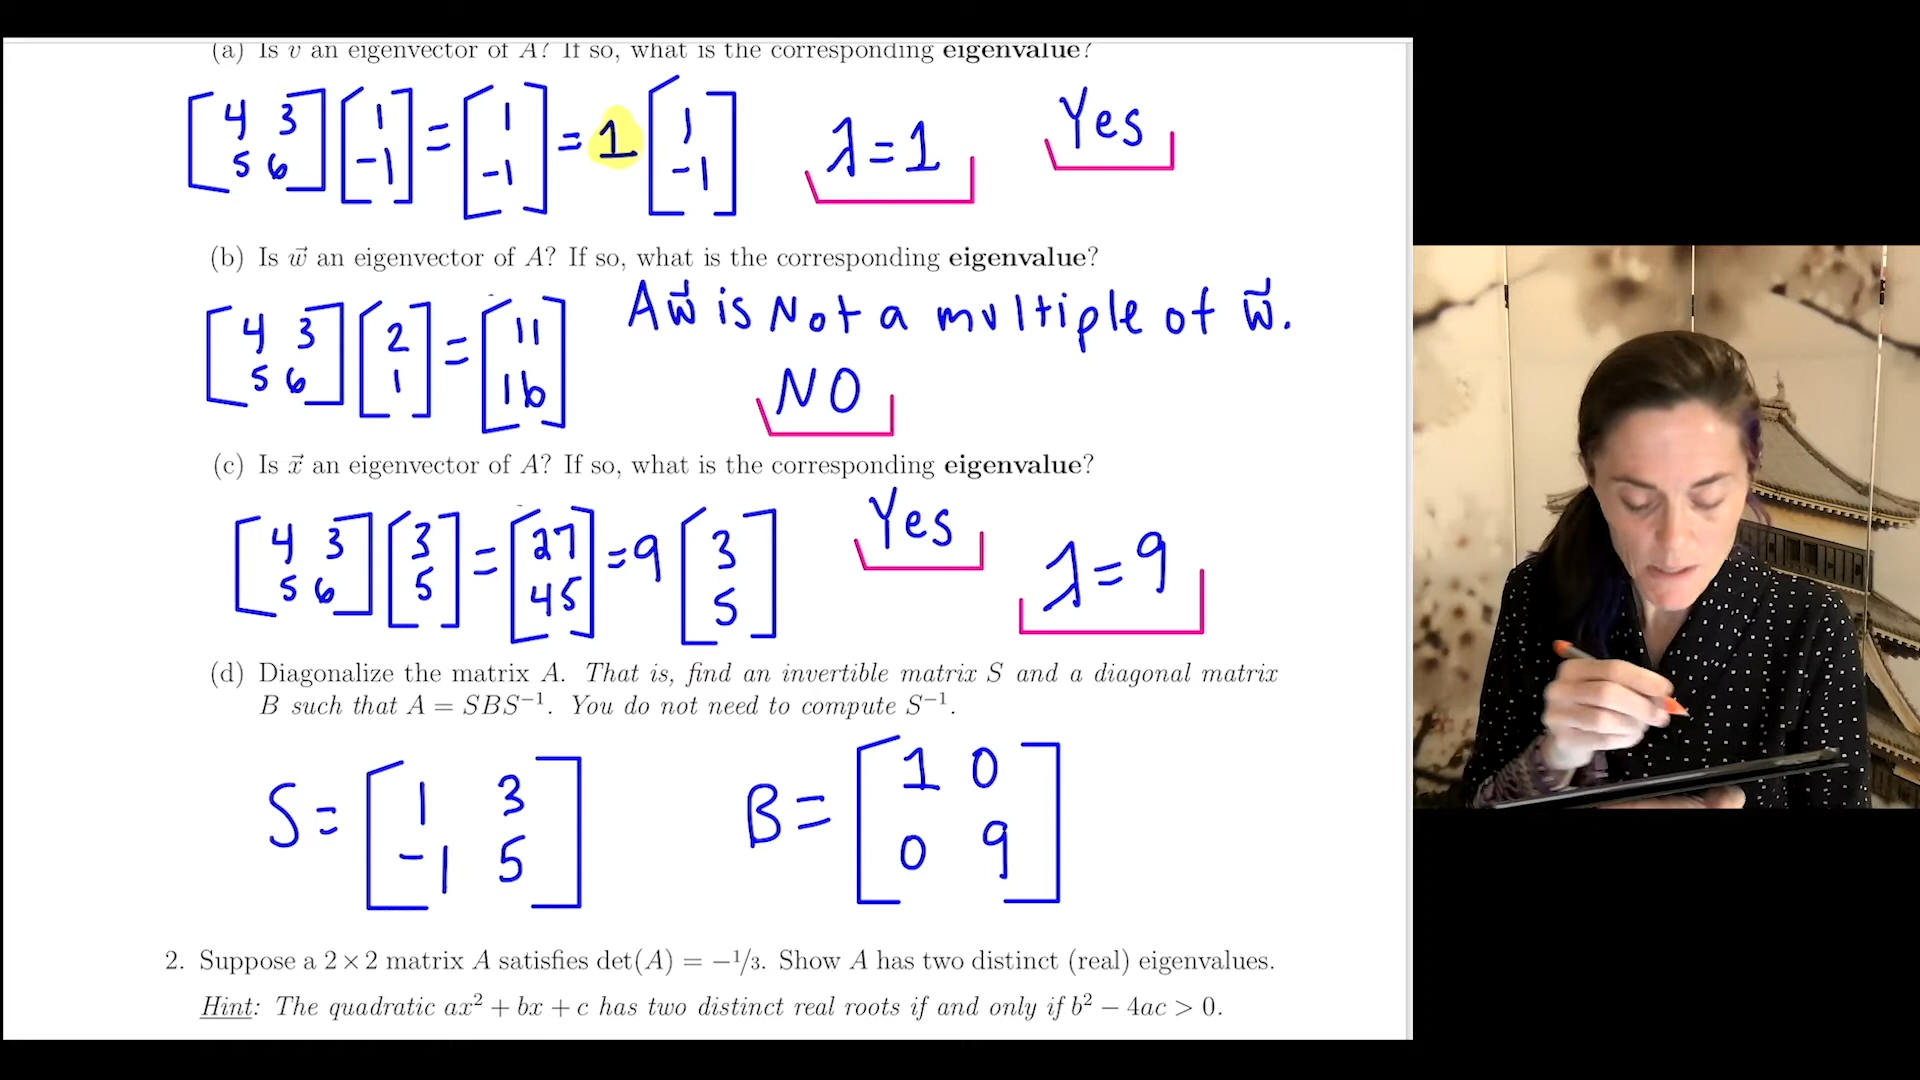 (a) Is v an eigenvector of A? If so, what is the corresponding eigenvalue?
[4 3; 5 6] [1; -1] = [1; -1] = 1 [1; -1] λ = 1 Yes
(b) Is w⃗ an eigenvector of A? If so, what is the corresponding eigenvalue?
[4 3; 5 6] [2; 1] = [11; 16] Aw⃗ is Not a multiple of w⃗.
NO
(c) Is x⃗ an eigenvector of A? If so, what is the corresponding eigenvalue?
[4 3; 5 6] [3; 5] = [27; 45] = 9 [3; 5] Yes λ = 9
(d) Diagonalize the matrix A. That is, find an invertible matrix S and a diagonal matrix
B such that A = SBS⁻¹. You do not need to compute S⁻¹.
S = [1 3; -1 5] B = [1 0; 0 9]
2. Suppose a 2 × 2 matrix A satisfies det(A) = −1/3. Show A has two distinct (real) eigenvalues.
Hint: The quadratic ax² + bx + c has two distinct real roots if and only if b² − 4ac > 0.